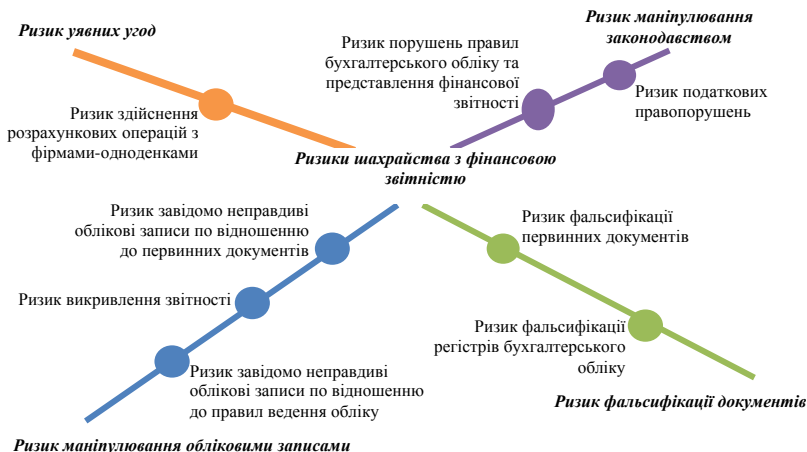 Ризик уявних угод
Ризик здійснення
розрахункових операцій з
фірмами-одноденками
Ризик маніпулювання
законодавством
Ризик порушень правил
бухгалтерського обліку та
представлення фінансової
звітності
Ризик податкових
правопорушень
Ризики шахрайства з фінансовою
звітністю
Ризик завідомо неправдиві
облікові записи по відношенню
до первинних документів
Ризик викривлення звітності
Ризик завідомо неправдиві
облікові записи по відношенню
до правил ведення обліку
Ризик маніпулювання обліковими записами
Ризик фальсифікації
первинних документів
Ризик фальсифікації
регістрів бухгалтерського
обліку
Ризик фальсифікації документів